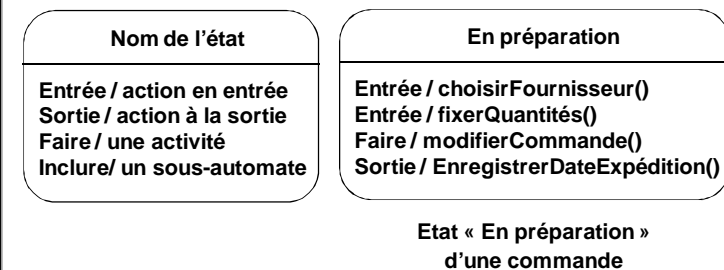 Nom de l'état
Entrée / action en entrée
Sortie / action à la sortie
Faire / une activité
Inclure/ un sous-automate
En préparation
Entrée / choisirFournisseur()
Entrée / fixerQuantités()
Faire / modifierCommande()
Sortie / EnregistrerDateExpédition()
Etat « En préparation »
d'une commande